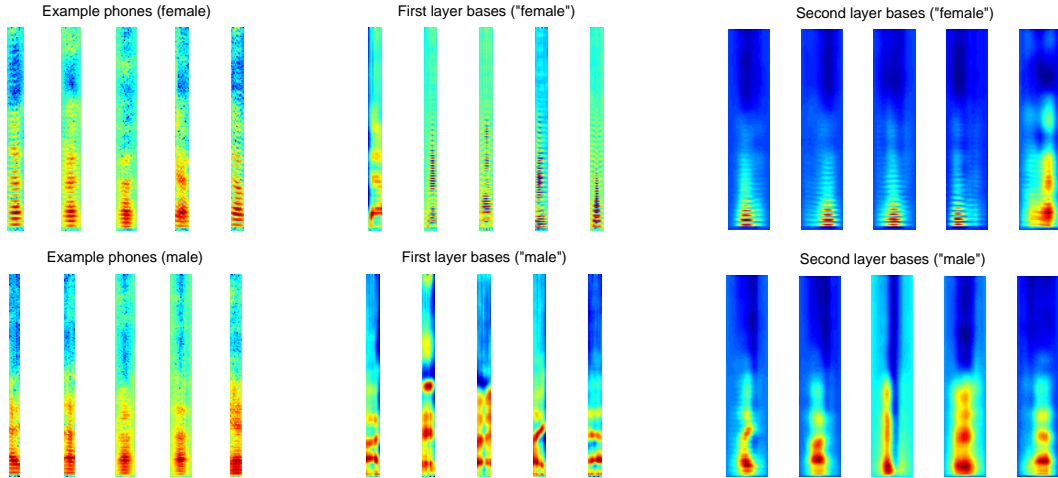 Example phones (female)
First layer bases ("female")
Second layer bases ("female")
Example phones (male)
First layer bases ("male")
Second layer bases ("male")